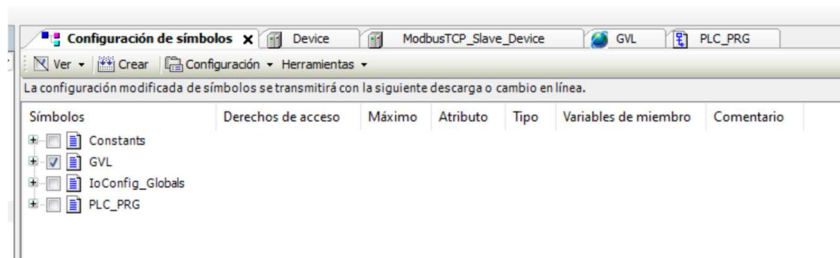 Configuración de símbolos Device ModbusTCP_Slave_Device GVL PLC_PRG
Ver Crear Configuración Herramientas
La configuración modificada de símbolos se transmitirá con la siguiente descarga o cambio en línea.
Símbolos Derechos de acceso Máximo Atributo Tipo Variables de miembro Comentario
Constants
GVL
IoConfig_Globals
PLC_PRG